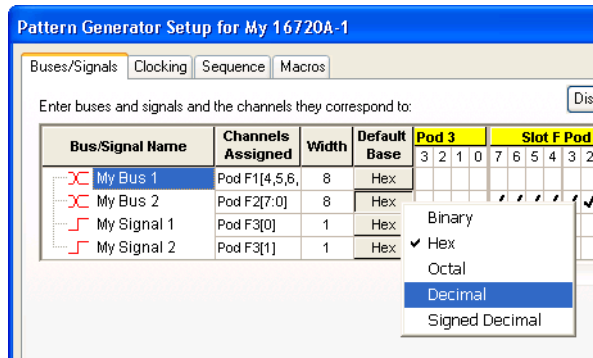 Pattern Generator Setup for My 16720A-1
Buses/Signals Clocking Sequence Macros
Enter buses and signals and the channels they correspond to:
Dis
Bus/Signal Name Channels Assigned Width Default Base Pod 3 Slot F Pod
3 2 1 0 7 6 5 4 3 2
My Bus 1 Pod F1[4,5,6, 8 Hex
My Bus 2 Pod F2[7:0] 8 Hex
My Signal 1 Pod F3[0] 1 Hex
My Signal 2 Pod F3[1] 1 Hex
Binary
Hex
Octal
Decimal
Signed Decimal